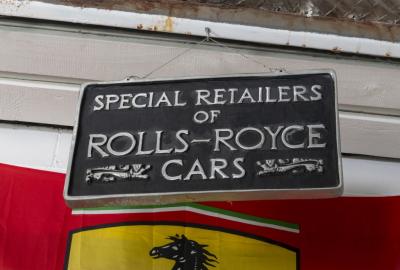 SPECIAL RETAILERS
OF
ROLLS-ROYCE
CARS